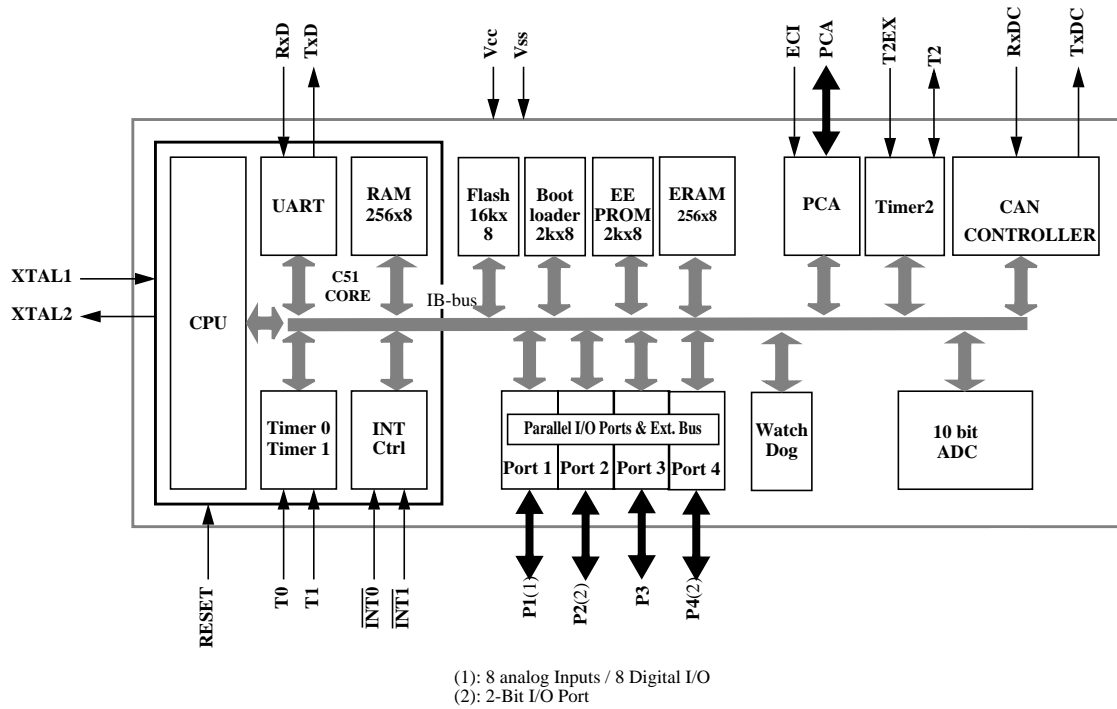 RxD
TxD
Vcc
Vss
ECI
PCA
T2EX
T2
RxDC
TxDC
UART
RAM
256x8
Flash
16kx
8
Boot
loader
2kx8
EE
PROM
2kx8
ERAM
256x8
PCA
Timer2
CAN
CONTROLLER
XTAL1
XTAL2
CPU
C51
CORE
IB-bus
Timer 0
Timer 1
INT
Ctrl
Parallel I/O Ports & Ext. Bus
Port 1
Port 2
Port 3
Port 4
Watch
Dog
10 bit
ADC
RESET
T0
T1
INT0
INT1
P1(1)
P2(2)
P3
P4(2)
(1): 8 analog Inputs / 8 Digital I/O
(2): 2-Bit I/O Port